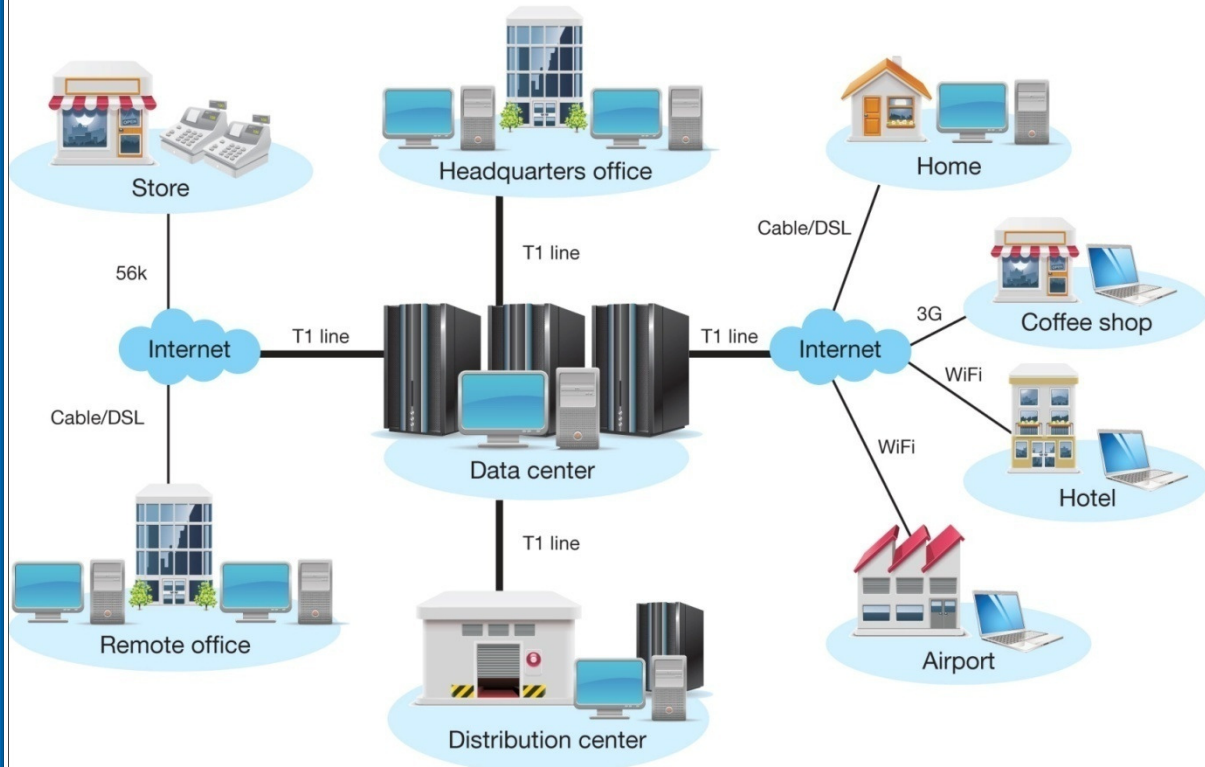 Headquarters office
Home
Store
Cable/DSL
T1 line
56k
3G
Coffee shop
Internet
T1 line
T1 line
Internet
WiFi
Cable/DSL
WiFi
Data center
Hotel
T1 line
Remote office
Airport
Distribution center